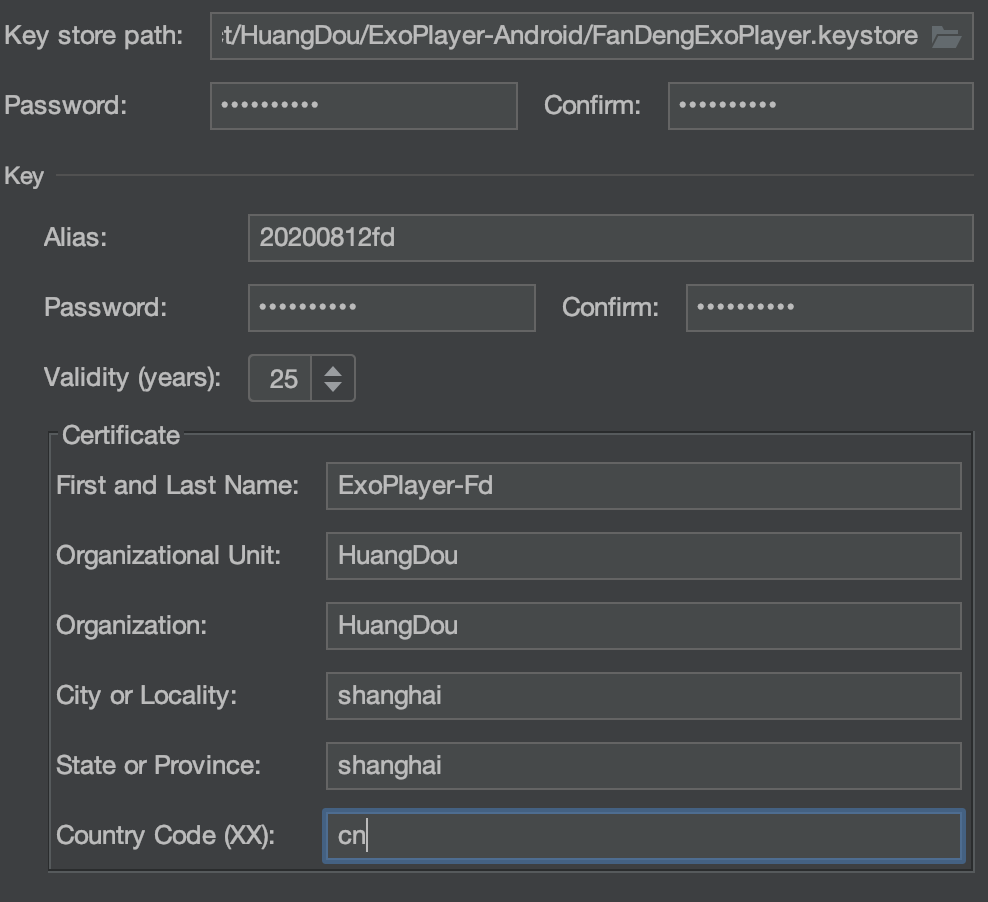 Key store path: t/HuangDou/ExoPlayer-Android/FanDengExoPlayer.keystore
Password: •••••••••• Confirm: ••••••••••
Key
Alias: 20200812fd
Password: •••••••••• Confirm: ••••••••••
Validity (years): 25
Certificate
First and Last Name: ExoPlayer-Fd
Organizational Unit: HuangDou
Organization: HuangDou
City or Locality: shanghai
State or Province: shanghai
Country Code (XX): cn